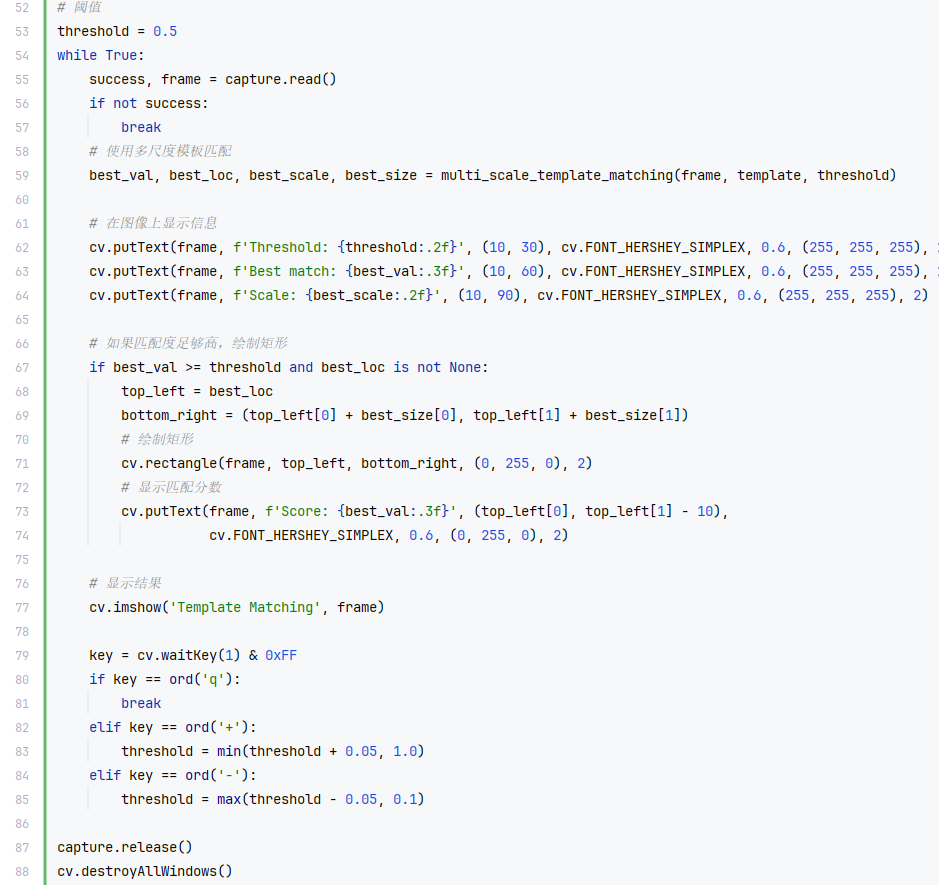 52 # 阈值
53 threshold = 0.5
54 while True:
55     success, frame = capture.read()
56     if not success:
57         break
58     # 使用多尺度模板匹配
59     best_val, best_loc, best_scale, best_size = multi_scale_template_matching(frame, template, threshold)
60
61     # 在图像上显示信息
62     cv.putText(frame, f'Threshold: {threshold:.2f}', (10, 30), cv.FONT_HERSHEY_SIMPLEX, 0.6, (255, 255, 255),
63     cv.putText(frame, f'Best match: {best_val:.3f}', (10, 60), cv.FONT_HERSHEY_SIMPLEX, 0.6, (255, 255, 255),
64     cv.putText(frame, f'Scale: {best_scale:.2f}', (10, 90), cv.FONT_HERSHEY_SIMPLEX, 0.6, (255, 255, 255), 2)
65
66     # 如果匹配度足够高，绘制矩形
67     if best_val >= threshold and best_loc is not None:
68         top_left = best_loc
69         bottom_right = (top_left[0] + best_size[0], top_left[1] + best_size[1])
70         # 绘制矩形
71         cv.rectangle(frame, top_left, bottom_right, (0, 255, 0), 2)
72         # 显示匹配分数
73         cv.putText(frame, f'Score: {best_val:.3f}', (top_left[0], top_left[1] - 10),
74                    cv.FONT_HERSHEY_SIMPLEX, 0.6, (0, 255, 0), 2)
75
76     # 显示结果
77     cv.imshow('Template Matching', frame)
78
79     key = cv.waitKey(1) & 0xFF
80     if key == ord('q'):
81         break
82     elif key == ord('+'):
83         threshold = min(threshold + 0.05, 1.0)
84     elif key == ord('-'):
85         threshold = max(threshold - 0.05, 0.1)
86
87 capture.release()
88 cv.destroyAllWindows()